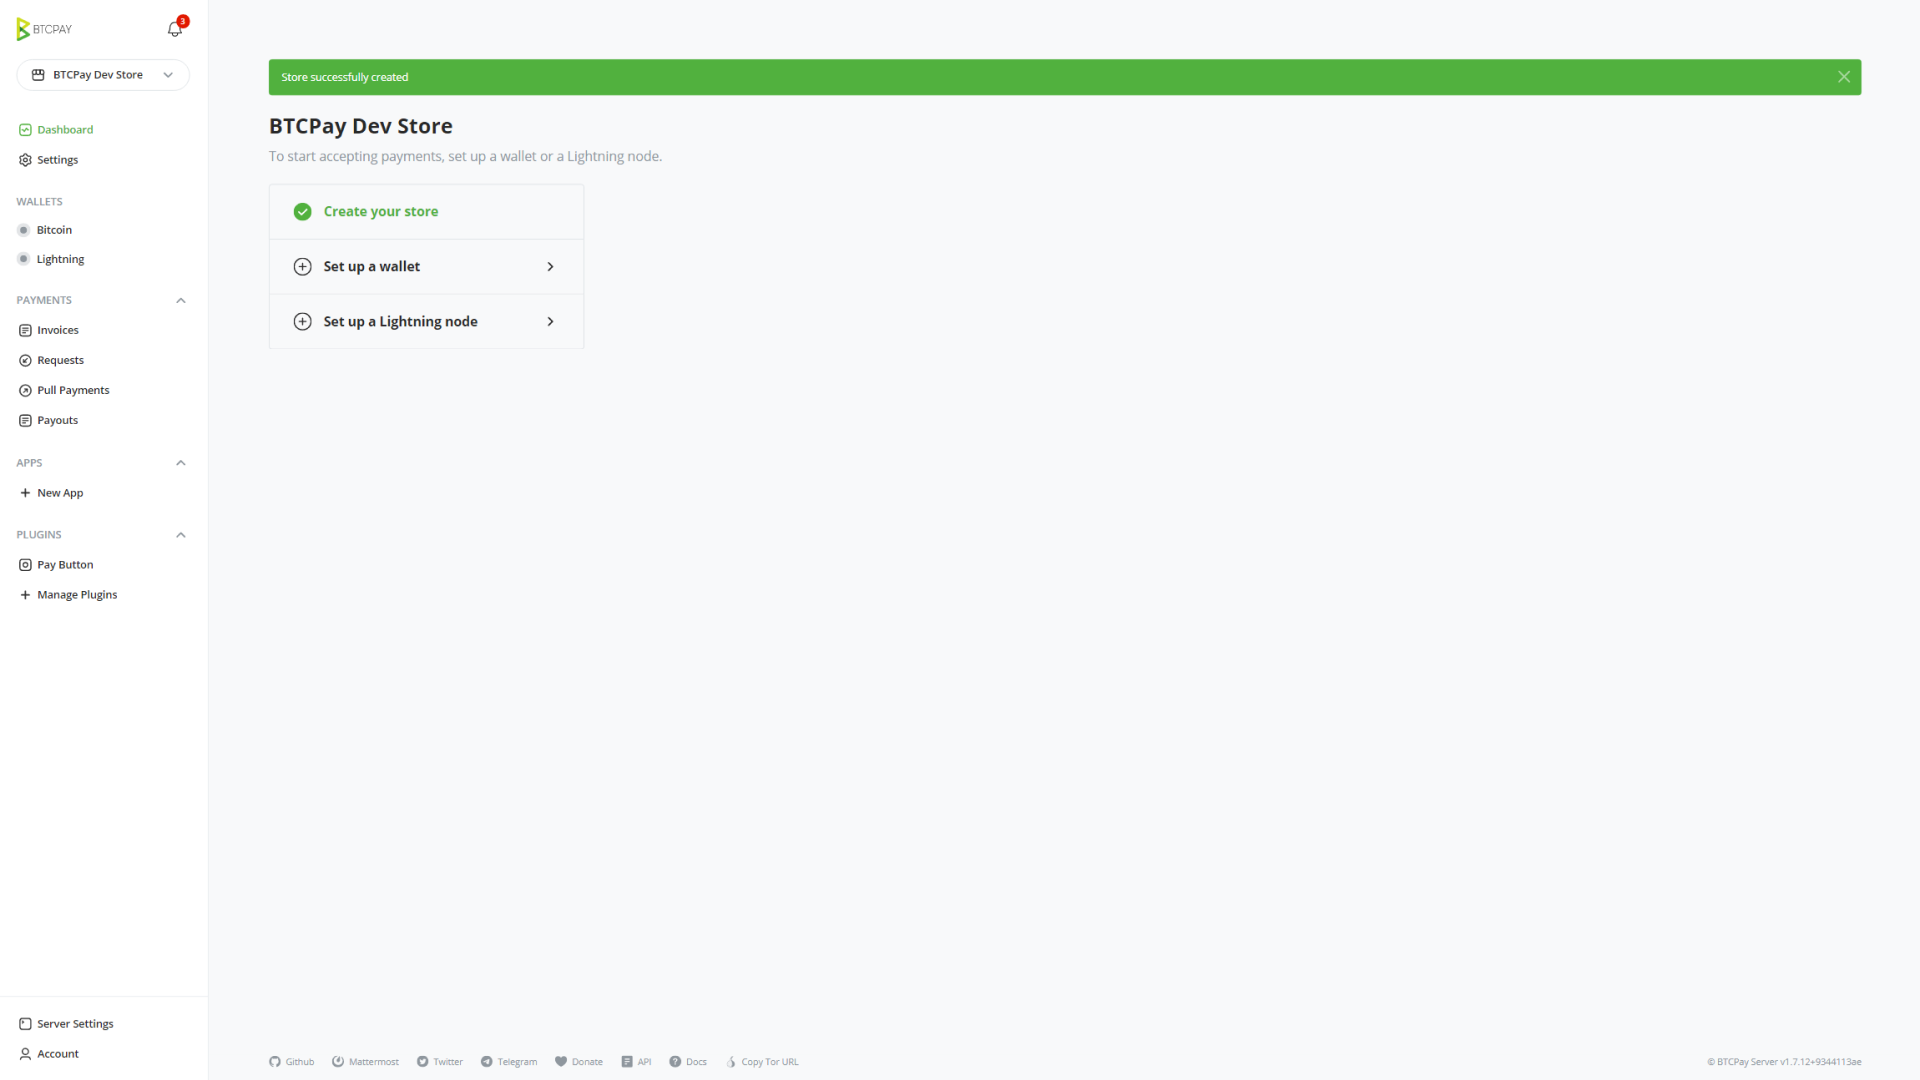 BTCPAY
3
BTCPay Dev Store
Dashboard
Settings
WALLETS
Bitcoin
Lightning
PAYMENTS
Invoices
Requests
Pull Payments
Payouts
APPS
New App
PLUGINS
Pay Button
Manage Plugins
Server Settings
Account
Store successfully created
BTCPay Dev Store
To start accepting payments, set up a wallet or a Lightning node.
Create your store
Set up a wallet
Set up a Lightning node
Github Mattermost Twitter Telegram Donate API Docs Copy Tor URL
© BTCPay Server v1.7.12+9344113ae